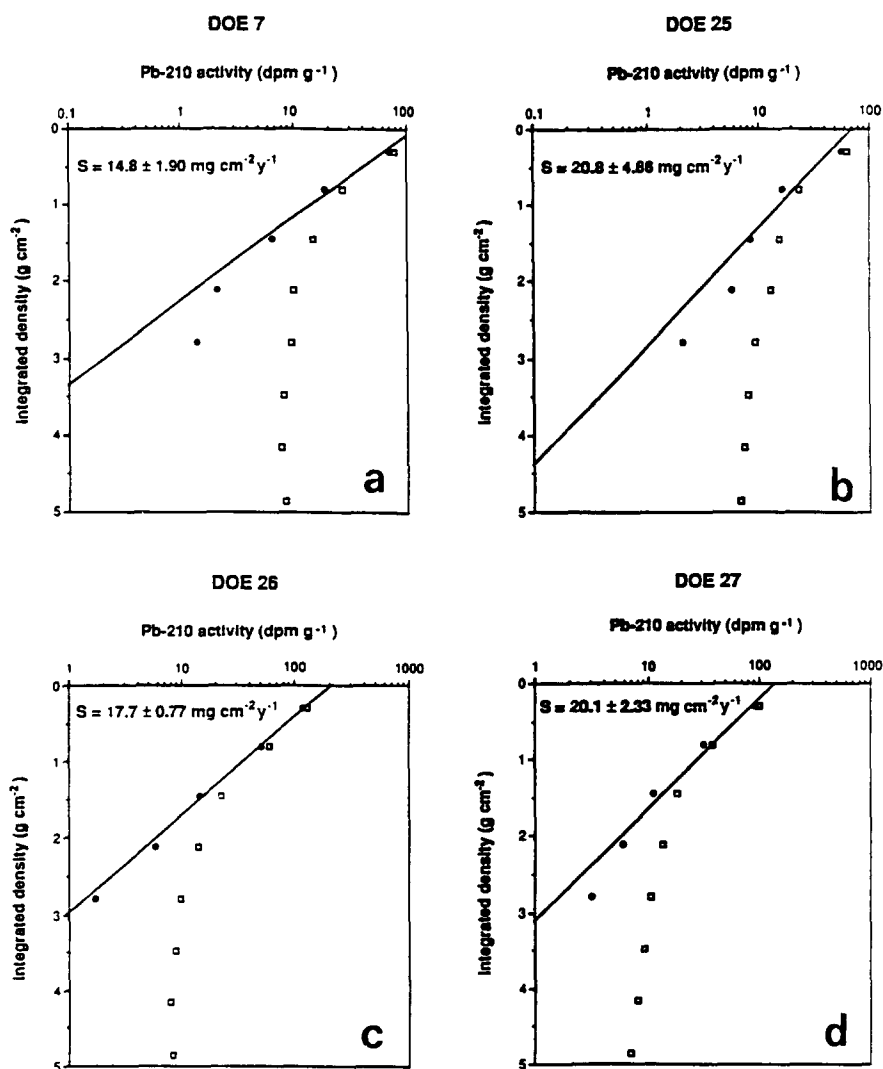 DOE 7
Pb-210 activity (dpm g⁻¹)
0.1 1 10 100
S = 14.8 ± 1.90 mg cm⁻²y⁻¹
Integrated density (g cm⁻²)
0
1
2
3
4
5
a
DOE 25
Pb-210 activity (dpm g⁻¹)
0.1 1 10 100
S = 20.8 ± 4.86 mg cm⁻²y⁻¹
Integrated density (g cm⁻²)
0
1
2
3
4
5
b
DOE 26
Pb-210 activity (dpm g⁻¹)
1 10 100 1000
S = 17.7 ± 0.77 mg cm⁻²y⁻¹
Integrated density (g cm⁻²)
0
1
2
3
4
5
c
DOE 27
Pb-210 activity (dpm g⁻¹)
1 10 100 1000
S = 20.1 ± 2.33 mg cm⁻²y⁻¹
Integrated density (g cm⁻²)
0
1
2
3
4
5
d